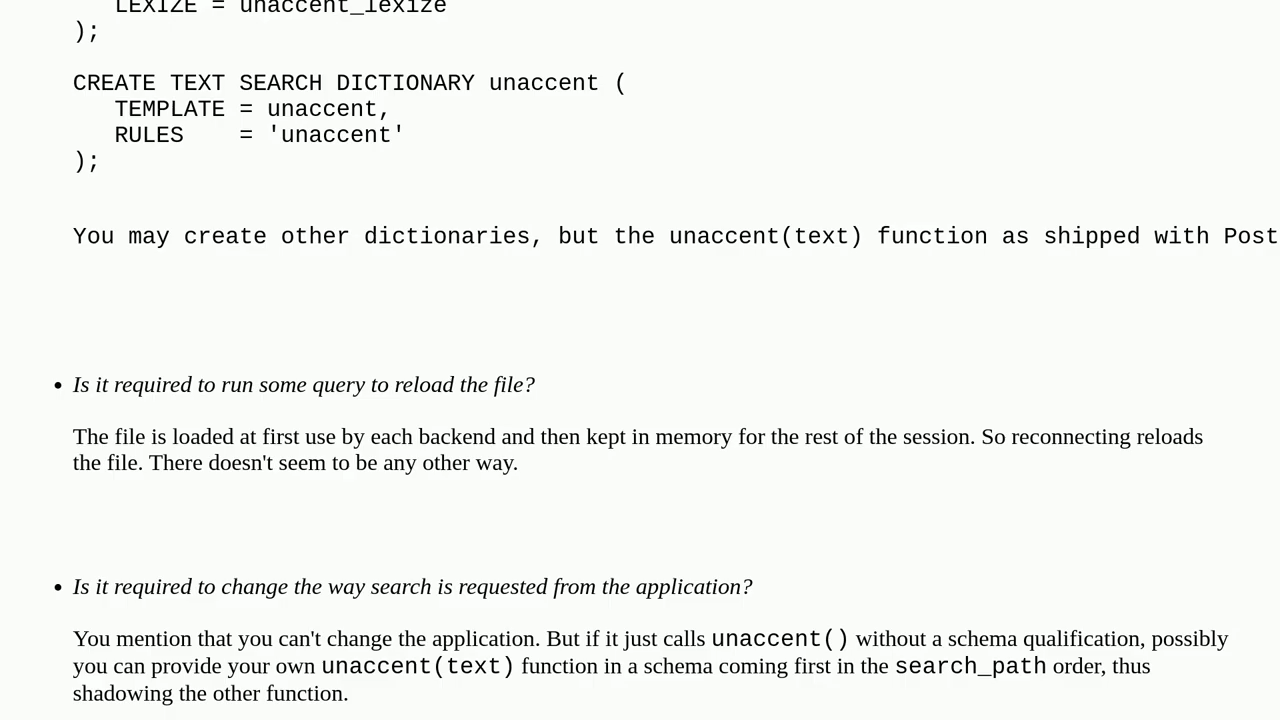 LEXIZE = unaccent_lexize
);
CREATE TEXT SEARCH DICTIONARY unaccent (
TEMPLATE = unaccent,
RULES    = 'unaccent'
);
You may create other dictionaries, but the unaccent(text) function as shipped with Post
• Is it required to run some query to reload the file?
The file is loaded at first use by each backend and then kept in memory for the rest of the session. So reconnecting reloads
the file. There doesn't seem to be any other way.
• Is it required to change the way search is requested from the application?
You mention that you can't change the application. But if it just calls unaccent() without a schema qualification, possibly
you can provide your own unaccent(text) function in a schema coming first in the search_path order, thus
shadowing the other function.